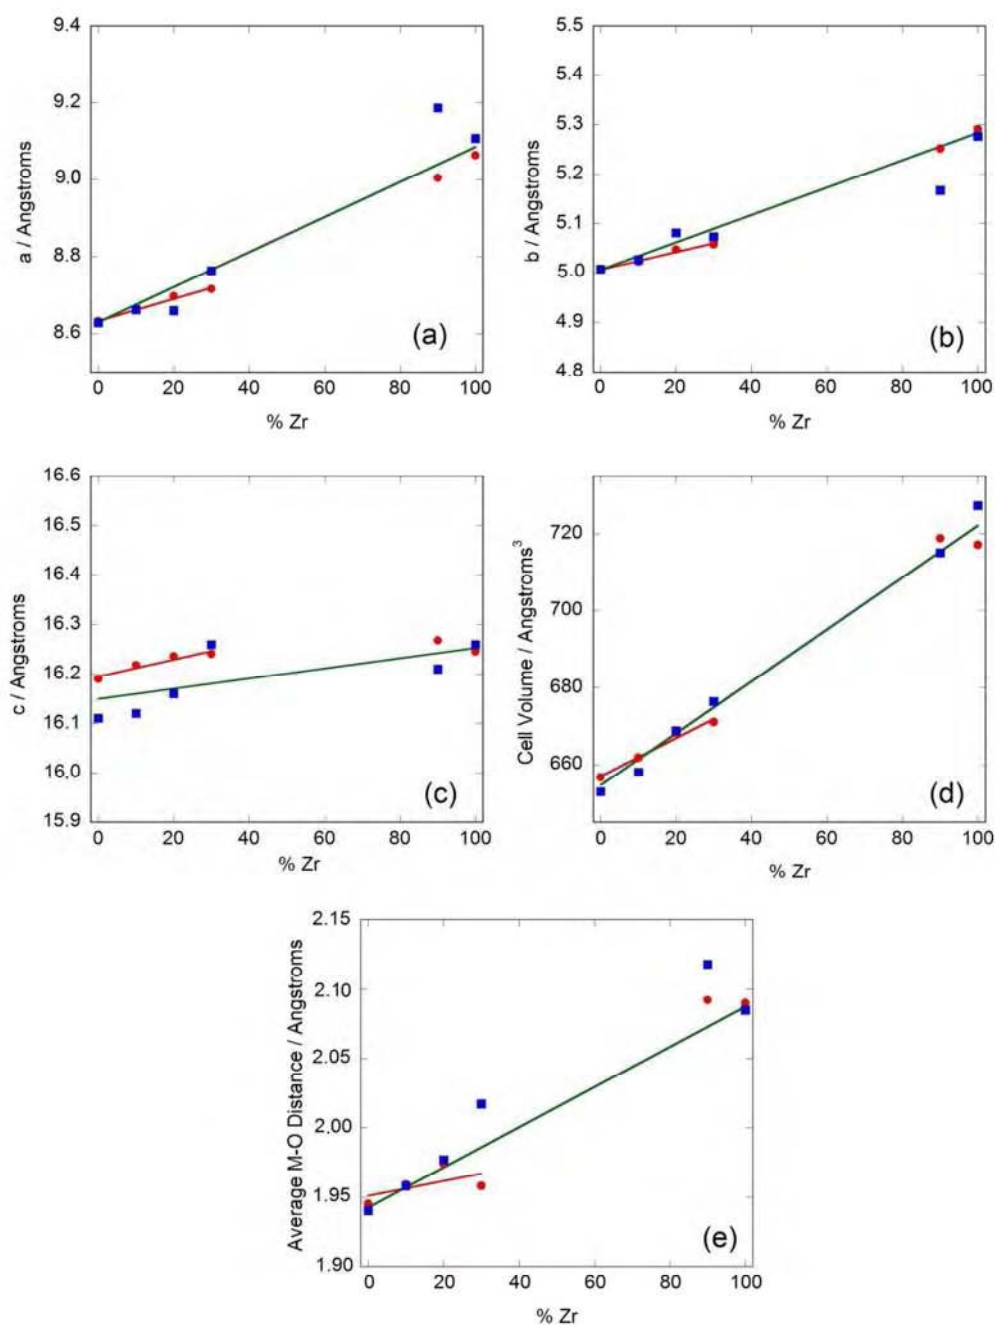 9.4
9.2
9.0
8.8
8.6
a / Angstroms
0 20 40 60 80 100
% Zr
(a)
5.5
5.4
5.3
5.2
5.1
5.0
4.9
4.8
b / Angstroms
0 20 40 60 80 100
% Zr
(b)
16.6
16.5
16.4
16.3
16.2
16.1
16.0
15.9
c / Angstroms
0 20 40 60 80 100
% Zr
(c)
720
700
680
660
Cell Volume / Angstroms³
0 20 40 60 80 100
% Zr
(d)
2.15
2.10
2.05
2.00
1.95
1.90
Average M-O Distance / Angstroms
0 20 40 60 80 100
% Zr
(e)